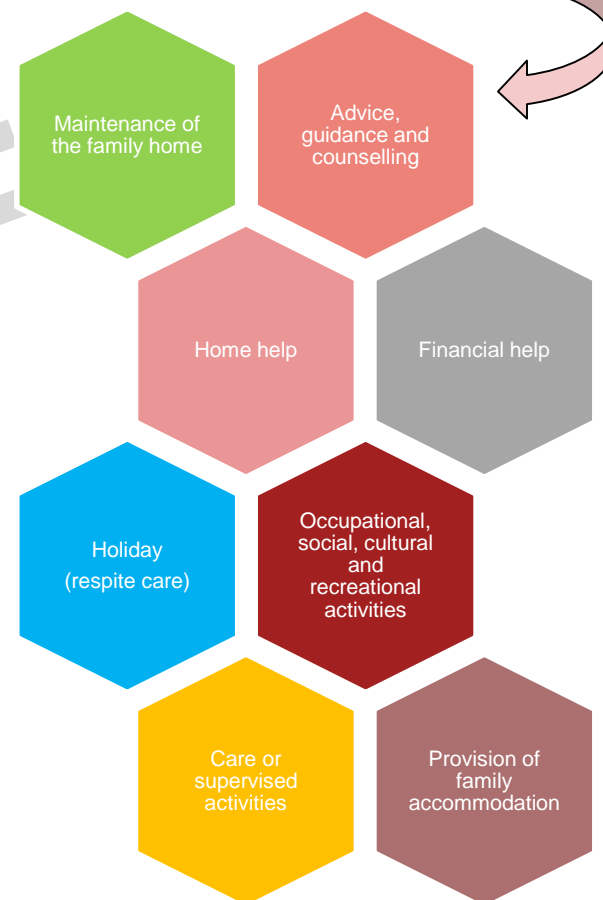 Maintenance of
the family home
Advice,
guidance and
counselling
Home help
Financial help
Holiday
(respite care)
Occupational,
social, cultural
and
recreational
activities
Care or
supervised
activities
Provision of
family
accommodation